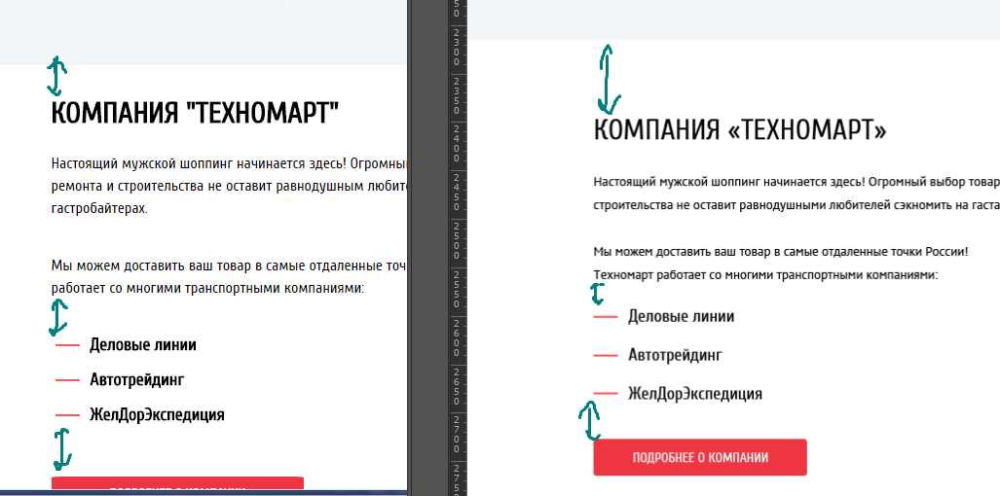 КОМПАНИЯ "ТЕХНОМАРТ"
Настоящий мужской шоппинг начинается здесь! Огромны
ремонта и строительства не оставит равнодушным любит
гастробайтерах.
Мы можем доставить ваш товар в самые отдаленные точ
работает со многими транспортными компаниями:
Деловые линии
Автотрейдинг
ЖелДорЭкспедиция
50
2300
2350
2400
2450
2500
2550
2600
2650
2700
275
КОМПАНИЯ «ТЕХНОМАРТ»
Настоящий мужской шоппинг начинается здесь! Огромный выбор товар
строительства не оставит равнодушными любителей сэкономить на гаста
Мы можем доставить ваш товар в самые отдаленные точки России!
Техномарт работает со многими транспортными компаниями:
Деловые линии
Автотрейдинг
ЖелДорЭкспедиция
ПОДРОБНЕЕ О КОМПАНИИ